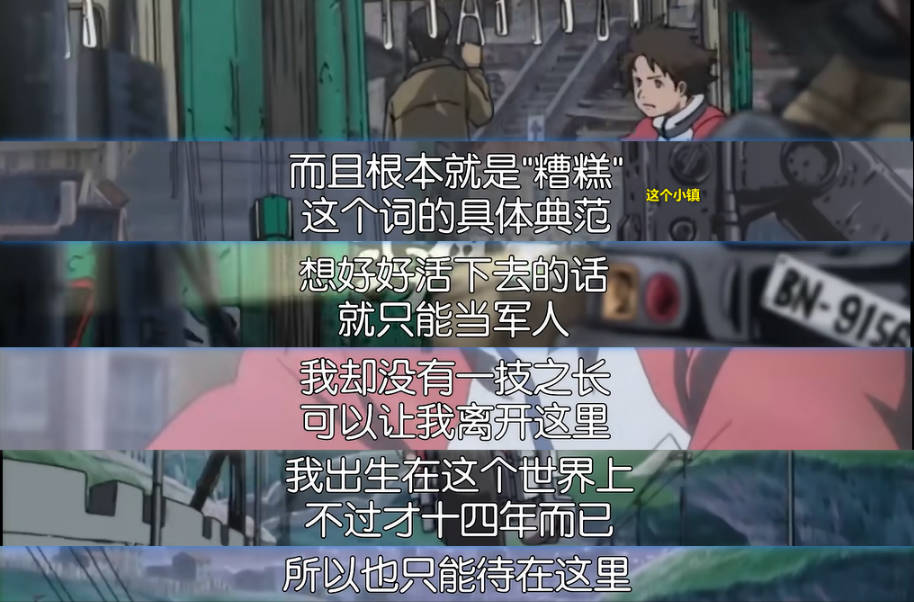 而且根本就是"糟糕"
这个词的具体典范
这个小镇
想好好活下去的话
就只能当军人
BN-9156
我却没有一技之长
可以让我离开这里
我出生在这个世界上
不过才十四年而已
所以也只能待在这里